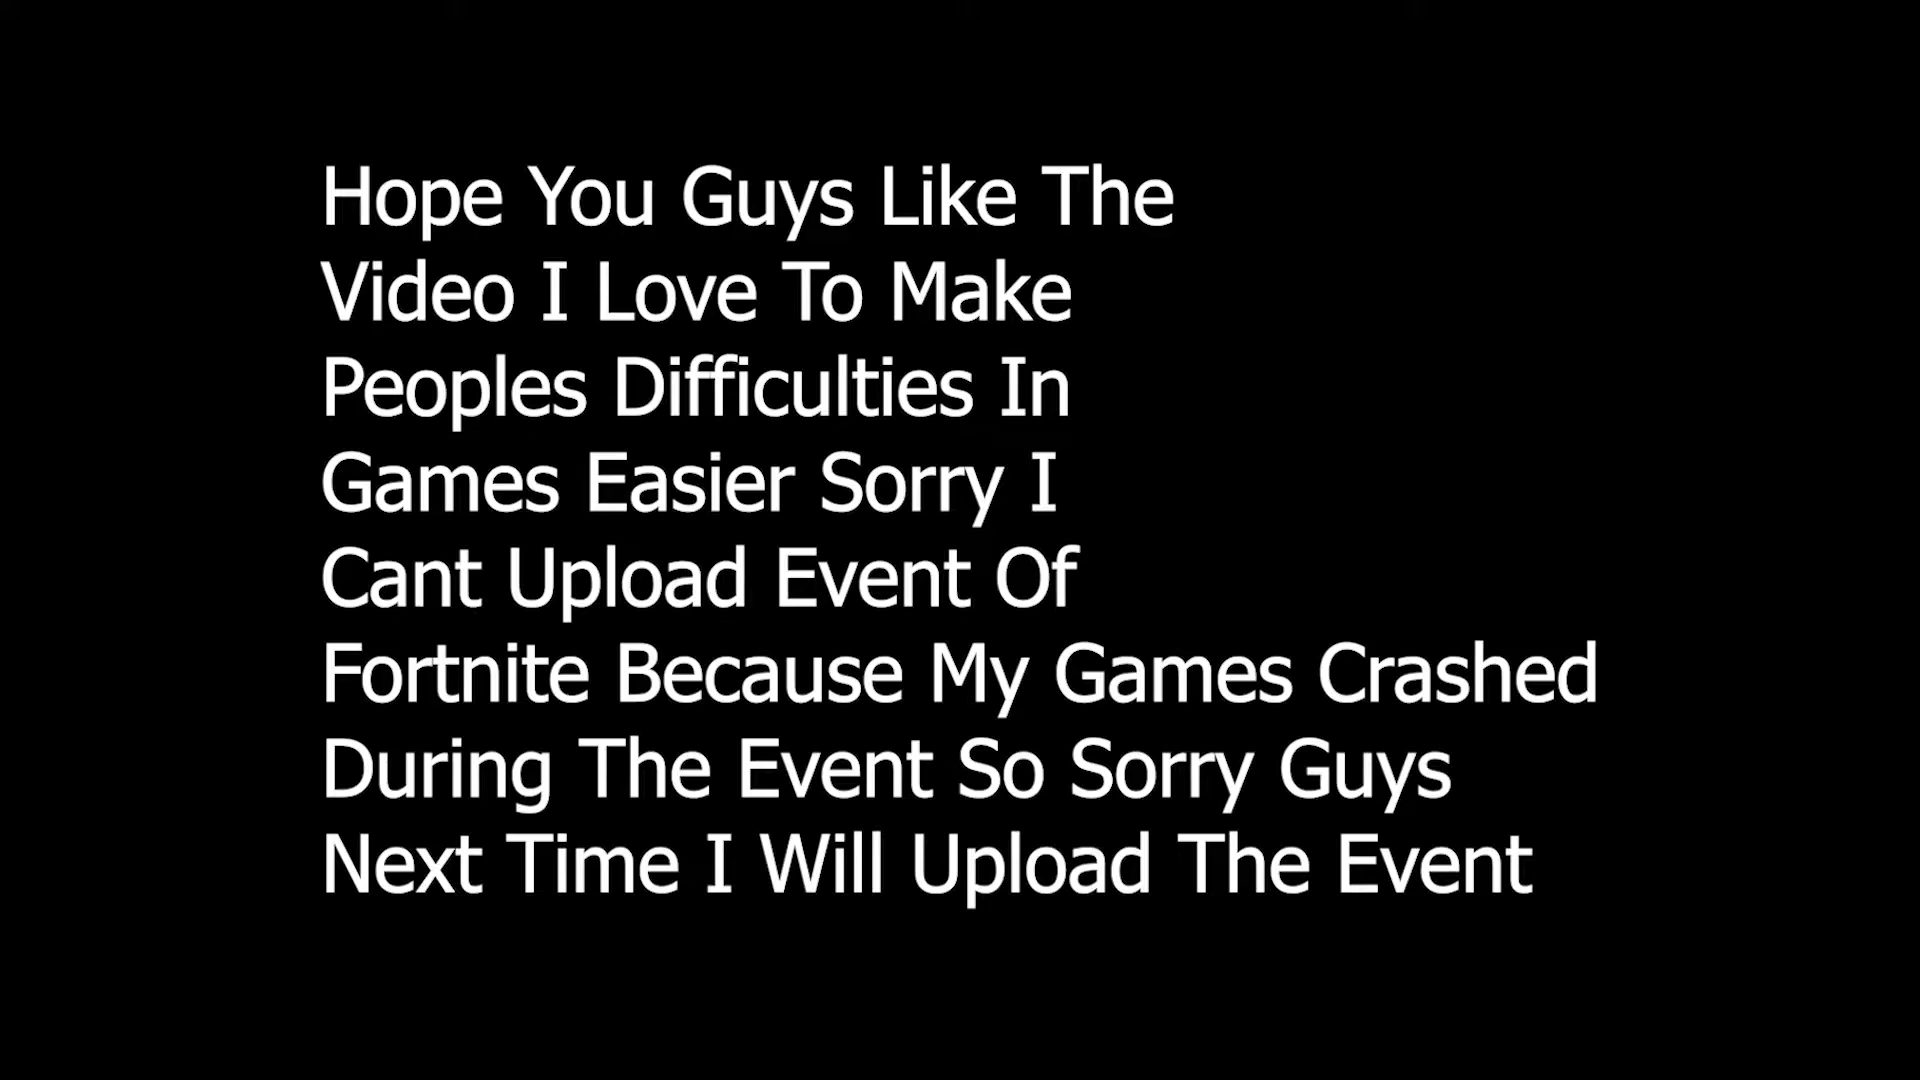 Hope You Guys Like The
Video I Love To Make
Peoples Difficulties In
Games Easier Sorry I
Cant Upload Event Of
Fortnite Because My Games Crashed
During The Event So Sorry Guys
Next Time I Will Upload The Event